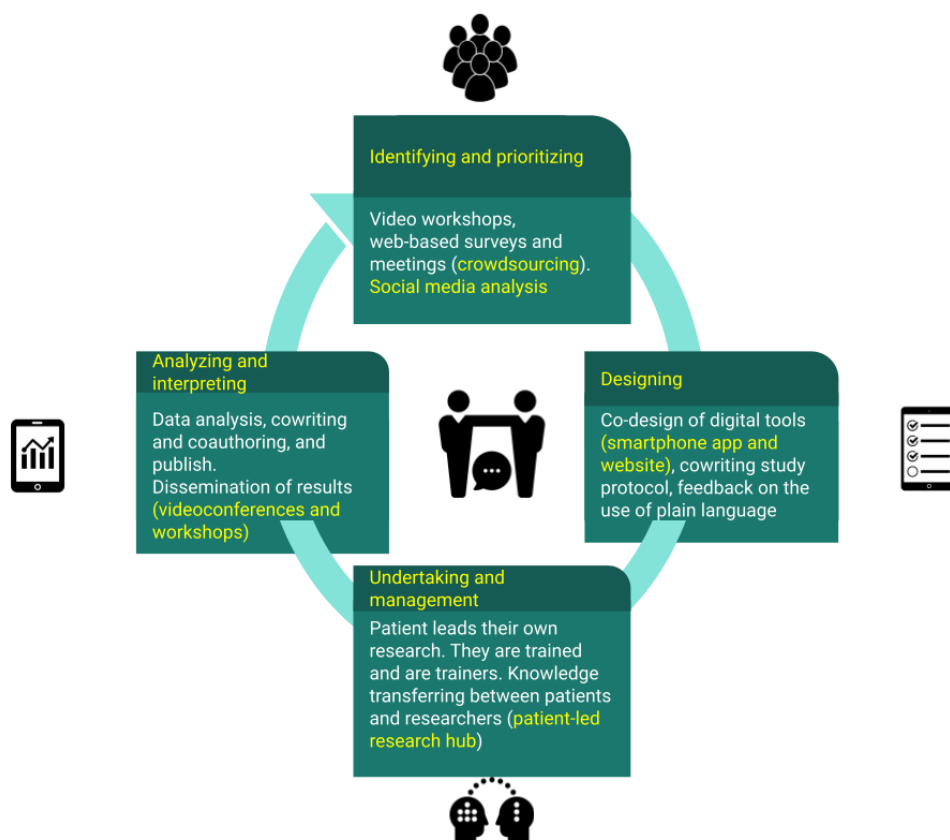 Identifying and prioritizing
Video workshops,
web-based surveys and
meetings (crowdsourcing).
Social media analysis
Analyzing and
interpreting
Data analysis, cowriting
and coauthoring, and
publish.
Dissemination of results
(videoconferences and
workshops)
Designing
Co-design of digital tools
(smartphone app and
website), cowriting study
protocol, feedback on the
use of plain language
Undertaking and
management
Patient leads their own
research. They are trained
and are trainers. Knowledge
transferring between patients
and researchers (patient-led
research hub)